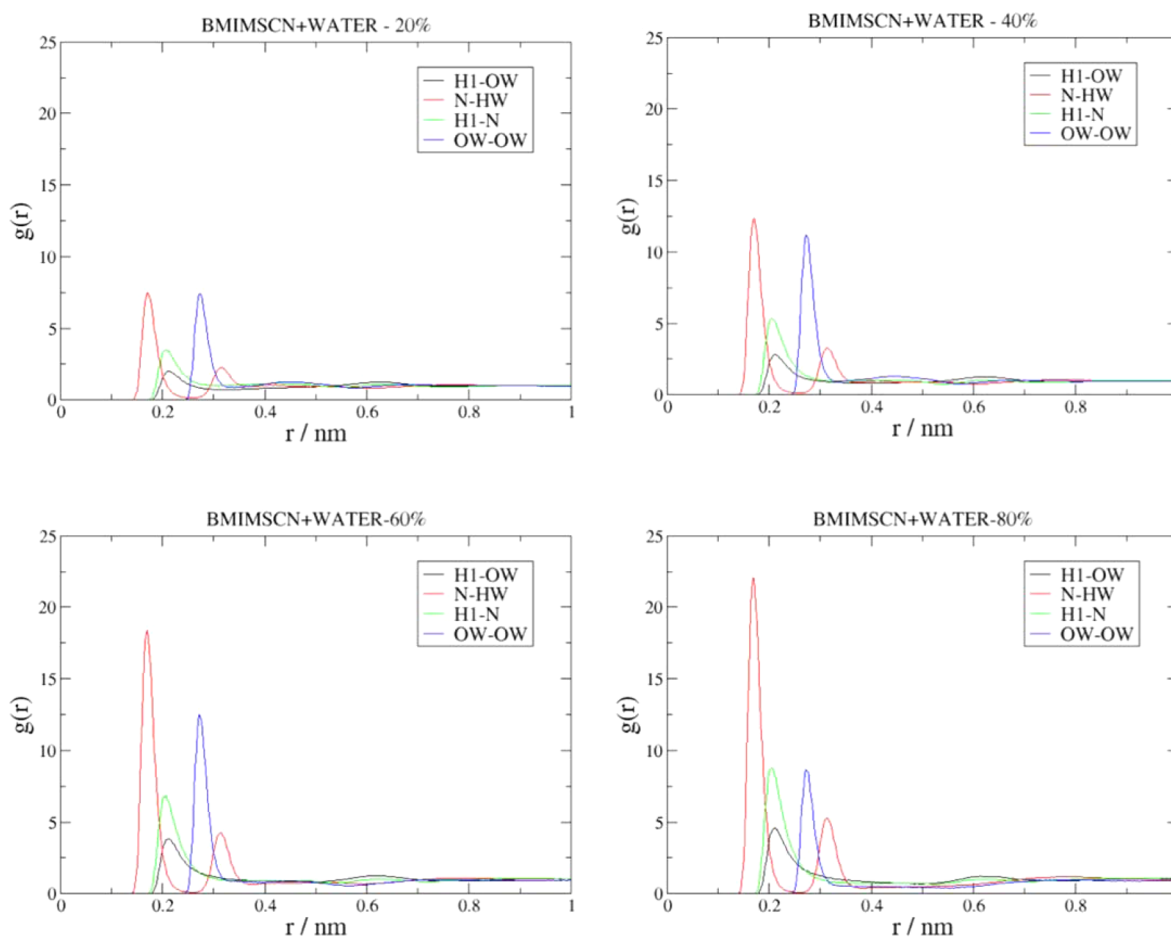 BMIMSCN+WATER - 20%
25
20
15
10
5
0
g(r)
H1-OW
N-HW
H1-N
OW-OW
0 0.2 0.4 0.6 0.8 1
r / nm
BMIMSCN+WATER - 40%
25
20
15
10
5
0
g(r)
H1-OW
N-HW
H1-N
OW-OW
0 0.2 0.4 0.6 0.8
r / nm
BMIMSCN+WATER-60%
25
20
15
10
5
0
g(r)
H1-OW
N-HW
H1-N
OW-OW
0 0.2 0.4 0.6 0.8 1
r / nm
BMIMSCN+WATER-80%
25
20
15
10
5
0
g(r)
H1-OW
N-HW
H1-N
OW-OW
0 0.2 0.4 0.6 0.8
r / nm